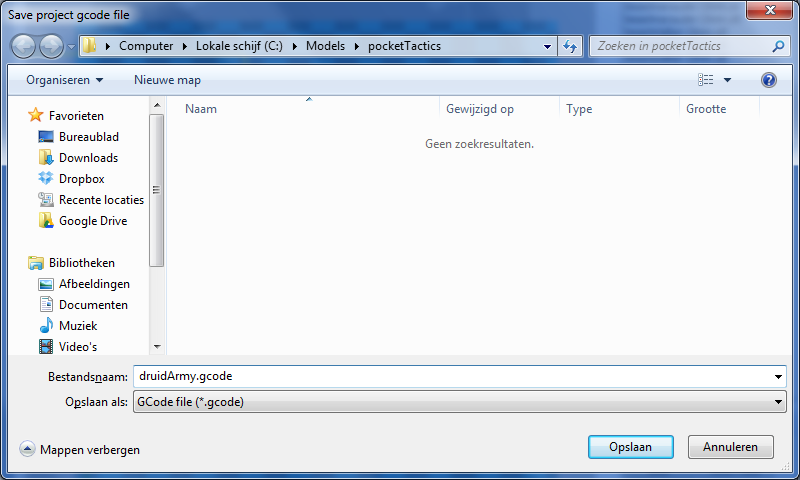 Save project gcode file
Computer Lokale schijf (C:) Models pocketTactics Zoeken in pocketTactics
Organiseren Nieuwe map
Naam Gewijzigd op Type Grootte
Geen zoekresultaten.
Favorieten
Bureaublad
Downloads
Dropbox
Recente locaties
Google Drive
Bibliotheken
Afbeeldingen
Documenten
Muziek
Video's
Bestandsnaam: druidArmy.gcode
Opslaan als: GCode file (*.gcode)
Mappen verbergen Opslaan Annuleren